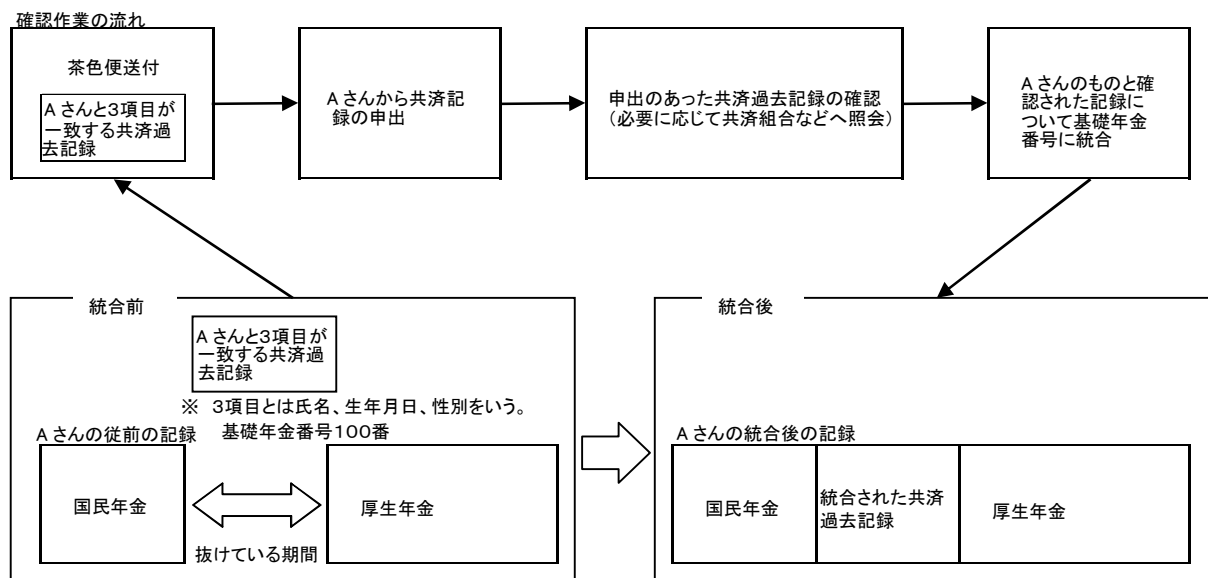 確認作業の流れ
茶色便送付
Aさんと3項目が
一致する共済過
去記録
Aさんから共済記
録の申出
申出のあった共済過去記録の確認
(必要に応じて共済組合などへ照会)
Aさんのものと確
認された記録に
ついて基礎年金
番号に統合
統合前
Aさんと3項目が
一致する共済過
去記録
※ 3項目とは氏名、生年月日、性別をいう。
Aさんの従前の記録 基礎年金番号100番
国民年金
厚生年金
抜けている期間
統合後
Aさんの統合後の記録
国民年金
統合された共済
過去記録
厚生年金